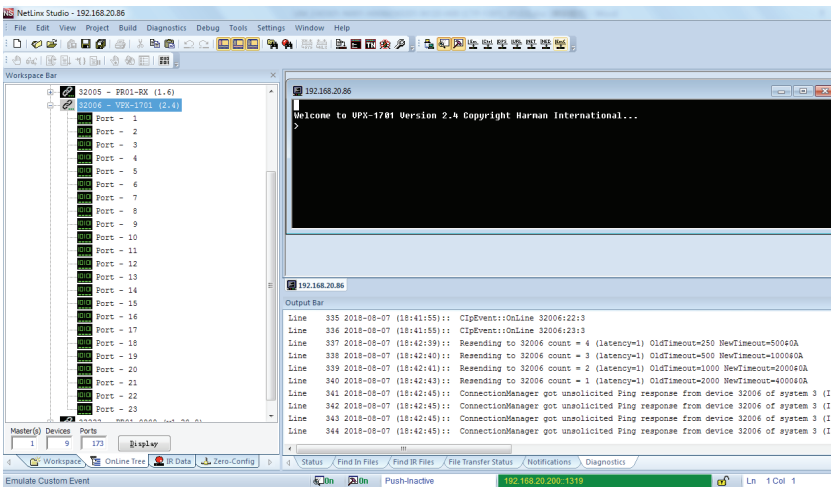 NetLinx Studio - 192.168.20.86
File Edit View Project Build Diagnostics Debug Tools Settings Window Help
Workspace Bar
32005 - PR01-RX (1.6)
32006 - VPX-1701 (2.4)
Port - 1
Port - 2
Port - 3
Port - 4
Port - 5
Port - 6
Port - 7
Port - 8
Port - 9
Port - 10
Port - 11
Port - 12
Port - 13
Port - 14
Port - 15
Port - 16
Port - 17
Port - 18
Port - 19
Port - 20
Port - 21
Port - 22
Port - 23
Master(s) Devices Ports
1 9 173 Display
Workspace OnLine Tree IR Data Zero-Config
192.168.20.86
Welcome to VPX-1701 Version 2.4 Copyright Harman International...
>
192.168.20.86
Output Bar
Line 335 2018-08-07 (18:41:55):: CIpEvent::OnLine 32006:22:3
Line 336 2018-08-07 (18:41:55):: CIpEvent::OnLine 32006:23:3
Line 337 2018-08-07 (18:42:39):: Resending to 32006 count = 4 (latency=1) OldTimeout=250 NewTimeout=500$0A
Line 338 2018-08-07 (18:42:40):: Resending to 32006 count = 3 (latency=1) OldTimeout=500 NewTimeout=1000$0A
Line 339 2018-08-07 (18:42:41):: Resending to 32006 count = 2 (latency=1) OldTimeout=1000 NewTimeout=2000$0A
Line 340 2018-08-07 (18:42:43):: Resending to 32006 count = 1 (latency=1) OldTimeout=2000 NewTimeout=4000$0A
Line 341 2018-08-07 (18:42:45):: ConnectionManager got unsolicited Ping response from device 32006 of system 3 (I
Line 342 2018-08-07 (18:42:45):: ConnectionManager got unsolicited Ping response from device 32006 of system 3 (I
Line 343 2018-08-07 (18:42:45):: ConnectionManager got unsolicited Ping response from device 32006 of system 3 (I
Line 344 2018-08-07 (18:42:45):: ConnectionManager got unsolicited Ping response from device 32006 of system 3 (I
Status Find In Files Find IR Files File Transfer Status Notifications Diagnostics
Emulate Custom Event On On Push-Inactive 192.168.20.200::1319 Ln 1 Col 1